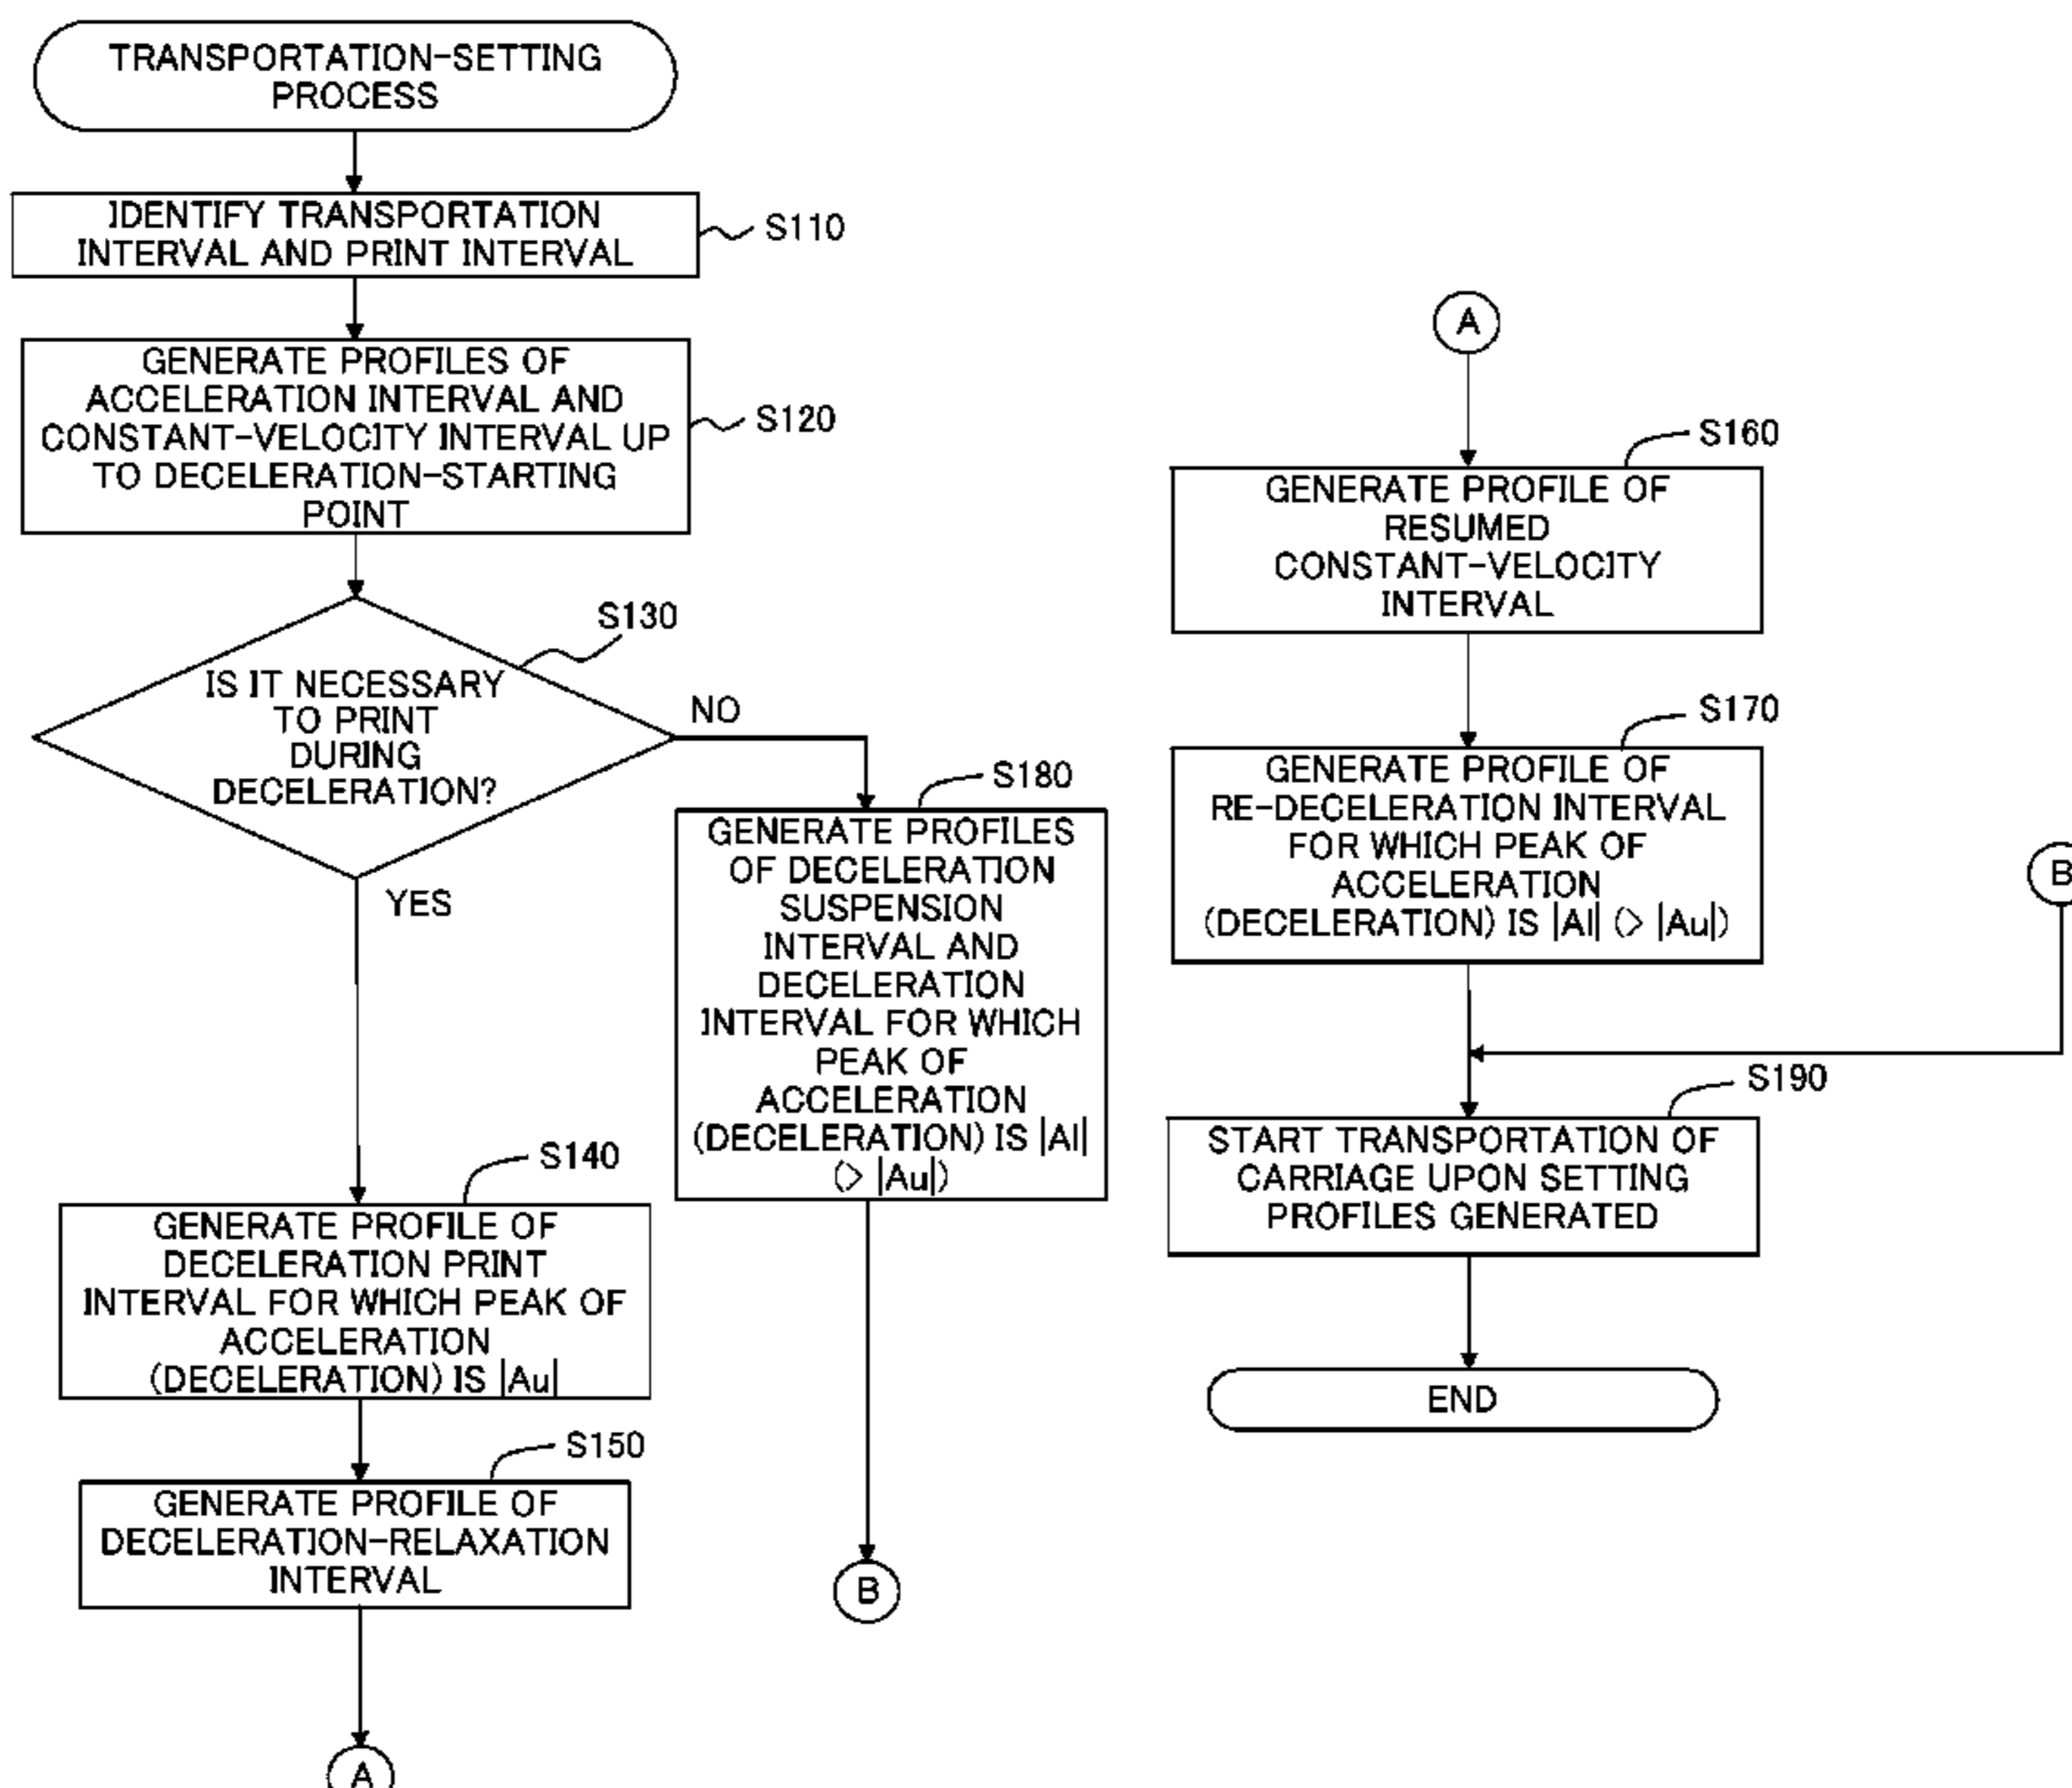 TRANSPORTATION-SETTING
PROCESS
IDENTIFY TRANSPORTATION
INTERVAL AND PRINT INTERVAL
S110
GENERATE PROFILES OF
ACCELERATION INTERVAL AND
CONSTANT-VELOCITY INTERVAL UP
TO DECELERATION-STARTING
POINT
S120
IS IT NECESSARY
TO PRINT
DURING
DECELERATION?
S130
NO
YES
S180
GENERATE PROFILES
OF DECELERATION
SUSPENSION
INTERVAL AND
DECELERATION
INTERVAL FOR WHICH
PEAK OF
ACCELERATION
(DECELERATION) IS |Al|
(> |Au|)
B
S140
GENERATE PROFILE OF
DECELERATION PRINT
INTERVAL FOR WHICH PEAK OF
ACCELERATION
(DECELERATION) IS |Au|
S150
GENERATE PROFILE OF
DECELERATION-RELAXATION
INTERVAL
A
A
S160
GENERATE PROFILE OF
RESUMED
CONSTANT-VELOCITY
INTERVAL
S170
GENERATE PROFILE OF
RE-DECELERATION INTERVAL
FOR WHICH PEAK OF
ACCELERATION
(DECELERATION) IS |Al| (> |Au|)
B
S190
START TRANSPORTATION OF
CARRIAGE UPON SETTING
PROFILES GENERATED
END